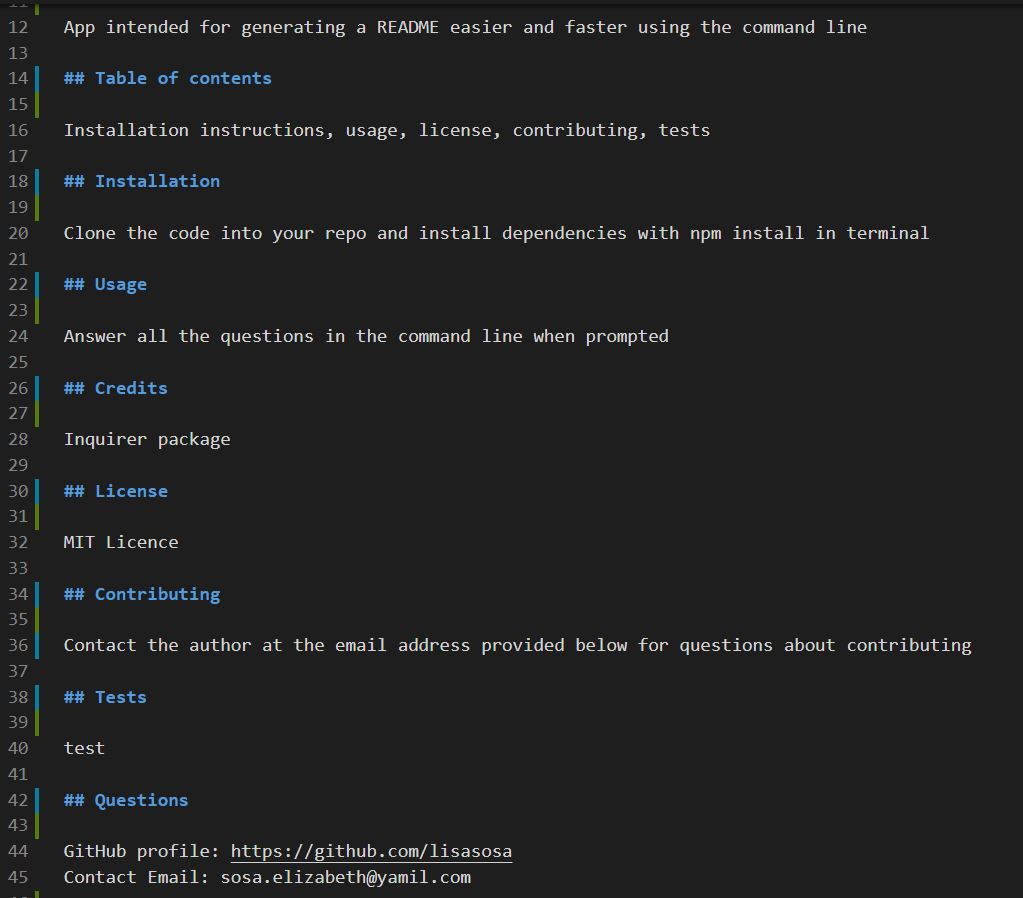 11
12 App intended for generating a README easier and faster using the command line
13
14 ## Table of contents
15
16 Installation instructions, usage, license, contributing, tests
17
18 ## Installation
19
20 Clone the code into your repo and install dependencies with npm install in terminal
21
22 ## Usage
23
24 Answer all the questions in the command line when prompted
25
26 ## Credits
27
28 Inquirer package
29
30 ## License
31
32 MIT Licence
33
34 ## Contributing
35
36 Contact the author at the email address provided below for questions about contributing
37
38 ## Tests
39
40 test
41
42 ## Questions
43
44 GitHub profile: https://github.com/lisasosa
45 Contact Email: sosa.elizabeth@yamil.com